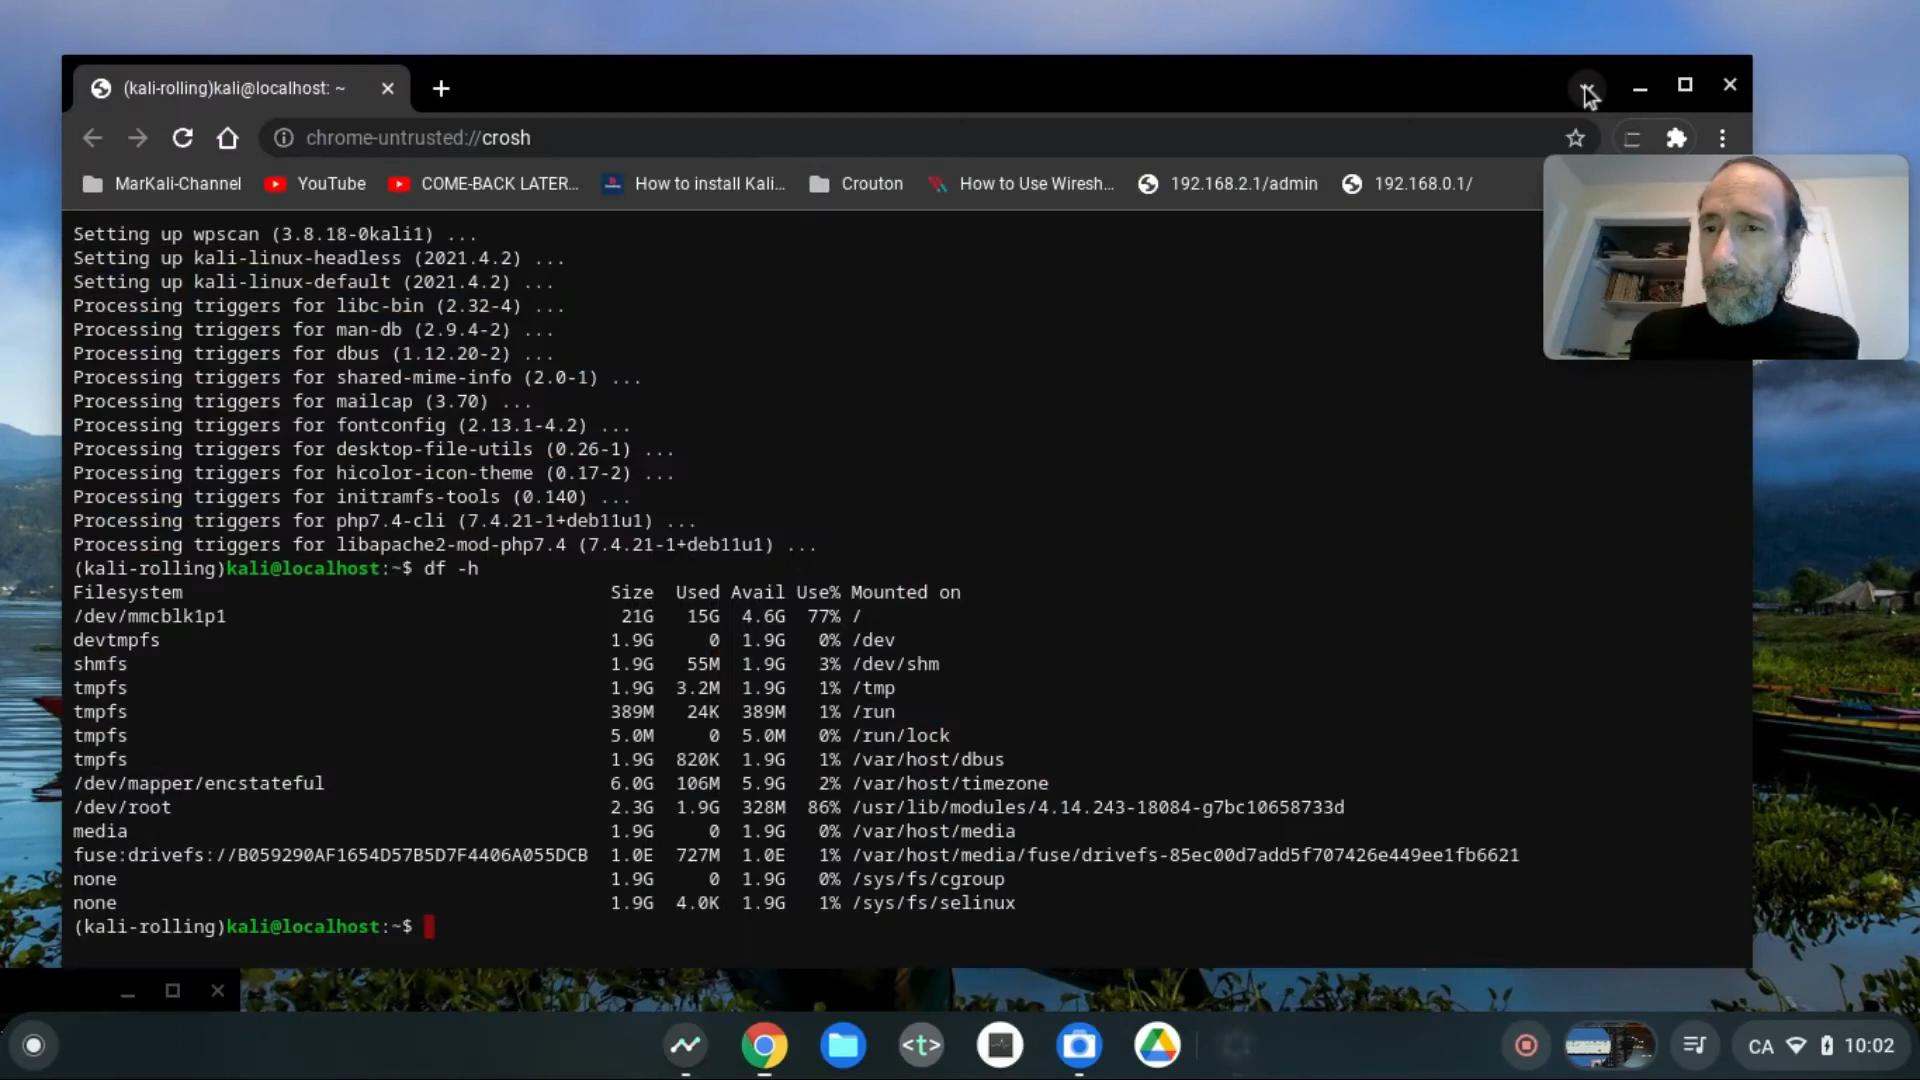 (kali-rolling)kali@localhost: ~
chrome-untrusted://crosh
MarKali-Channel YouTube COME-BACK LATER... How to install Kali... Crouton How to Use Wiresh... 192.168.2.1/admin 192.168.0.1/
Setting up wpscan (3.8.18-0kali1) ...
Setting up kali-linux-headless (2021.4.2) ...
Setting up kali-linux-default (2021.4.2) ...
Processing triggers for libc-bin (2.32-4) ...
Processing triggers for man-db (2.9.4-2) ...
Processing triggers for dbus (1.12.20-2) ...
Processing triggers for shared-mime-info (2.0-1) ...
Processing triggers for mailcap (3.70) ...
Processing triggers for fontconfig (2.13.1-4.2) ...
Processing triggers for desktop-file-utils (0.26-1) ...
Processing triggers for hicolor-icon-theme (0.17-2) ...
Processing triggers for initramfs-tools (0.140) ...
Processing triggers for php7.4-cli (7.4.21-1+deb11u1) ...
Processing triggers for libapache2-mod-php7.4 (7.4.21-1+deb11u1) ...
(kali-rolling)kali@localhost:~$ df -h
Filesystem Size Used Avail Use% Mounted on
/dev/mmcblk1p1 21G 15G 4.6G 77% /
devtmpfs 1.9G 0 1.9G 0% /dev
shmfs 1.9G 55M 1.9G 3% /dev/shm
tmpfs 1.9G 3.2M 1.9G 1% /tmp
tmpfs 389M 24K 389M 1% /run
tmpfs 5.0M 0 5.0M 0% /run/lock
tmpfs 1.9G 820K 1.9G 1% /var/host/dbus
/dev/mapper/encstateful 6.0G 106M 5.9G 2% /var/host/timezone
/dev/root 2.3G 1.9G 328M 86% /usr/lib/modules/4.14.243-18084-g7bc10658733d
media 1.9G 0 1.9G 0% /var/host/media
fuse:drivefs://B059290AF1654D57B5D7F4406A055DCB 1.0E 727M 1.0E 1% /var/host/media/fuse/drivefs-85ec00d7add5f707426e449ee1fb6621
none 1.9G 0 1.9G 0% /sys/fs/cgroup
none 1.9G 4.0K 1.9G 1% /sys/fs/selinux
(kali-rolling)kali@localhost:~$
<t> CA 10:02